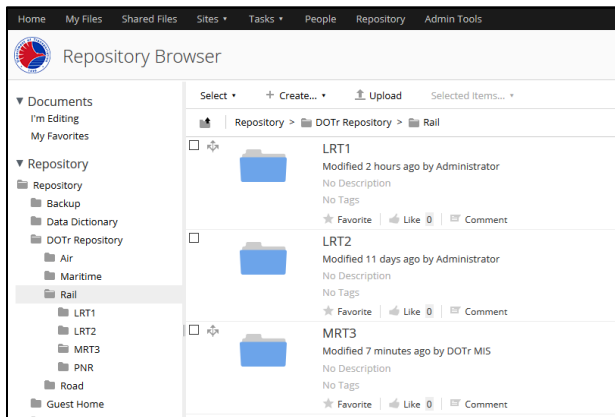 Home My Files Shared Files Sites Tasks People Repository Admin Tools
Repository Browser
Documents
I'm Editing
My Favorites
Repository
Repository
Backup
Data Dictionary
DOTr Repository
Air
Maritime
Rail
LRT1
LRT2
MRT3
PNR
Road
Guest Home
Select + Create... Upload Selected Items...
Repository > DOTr Repository > Rail
LRT1
Modified 2 hours ago by Administrator
No Description
No Tags
Favorite Like 0 Comment
LRT2
Modified 11 days ago by Administrator
No Description
No Tags
Favorite Like 0 Comment
MRT3
Modified 7 minutes ago by DOTr MIS
No Description
No Tags
Favorite Like 0 Comment